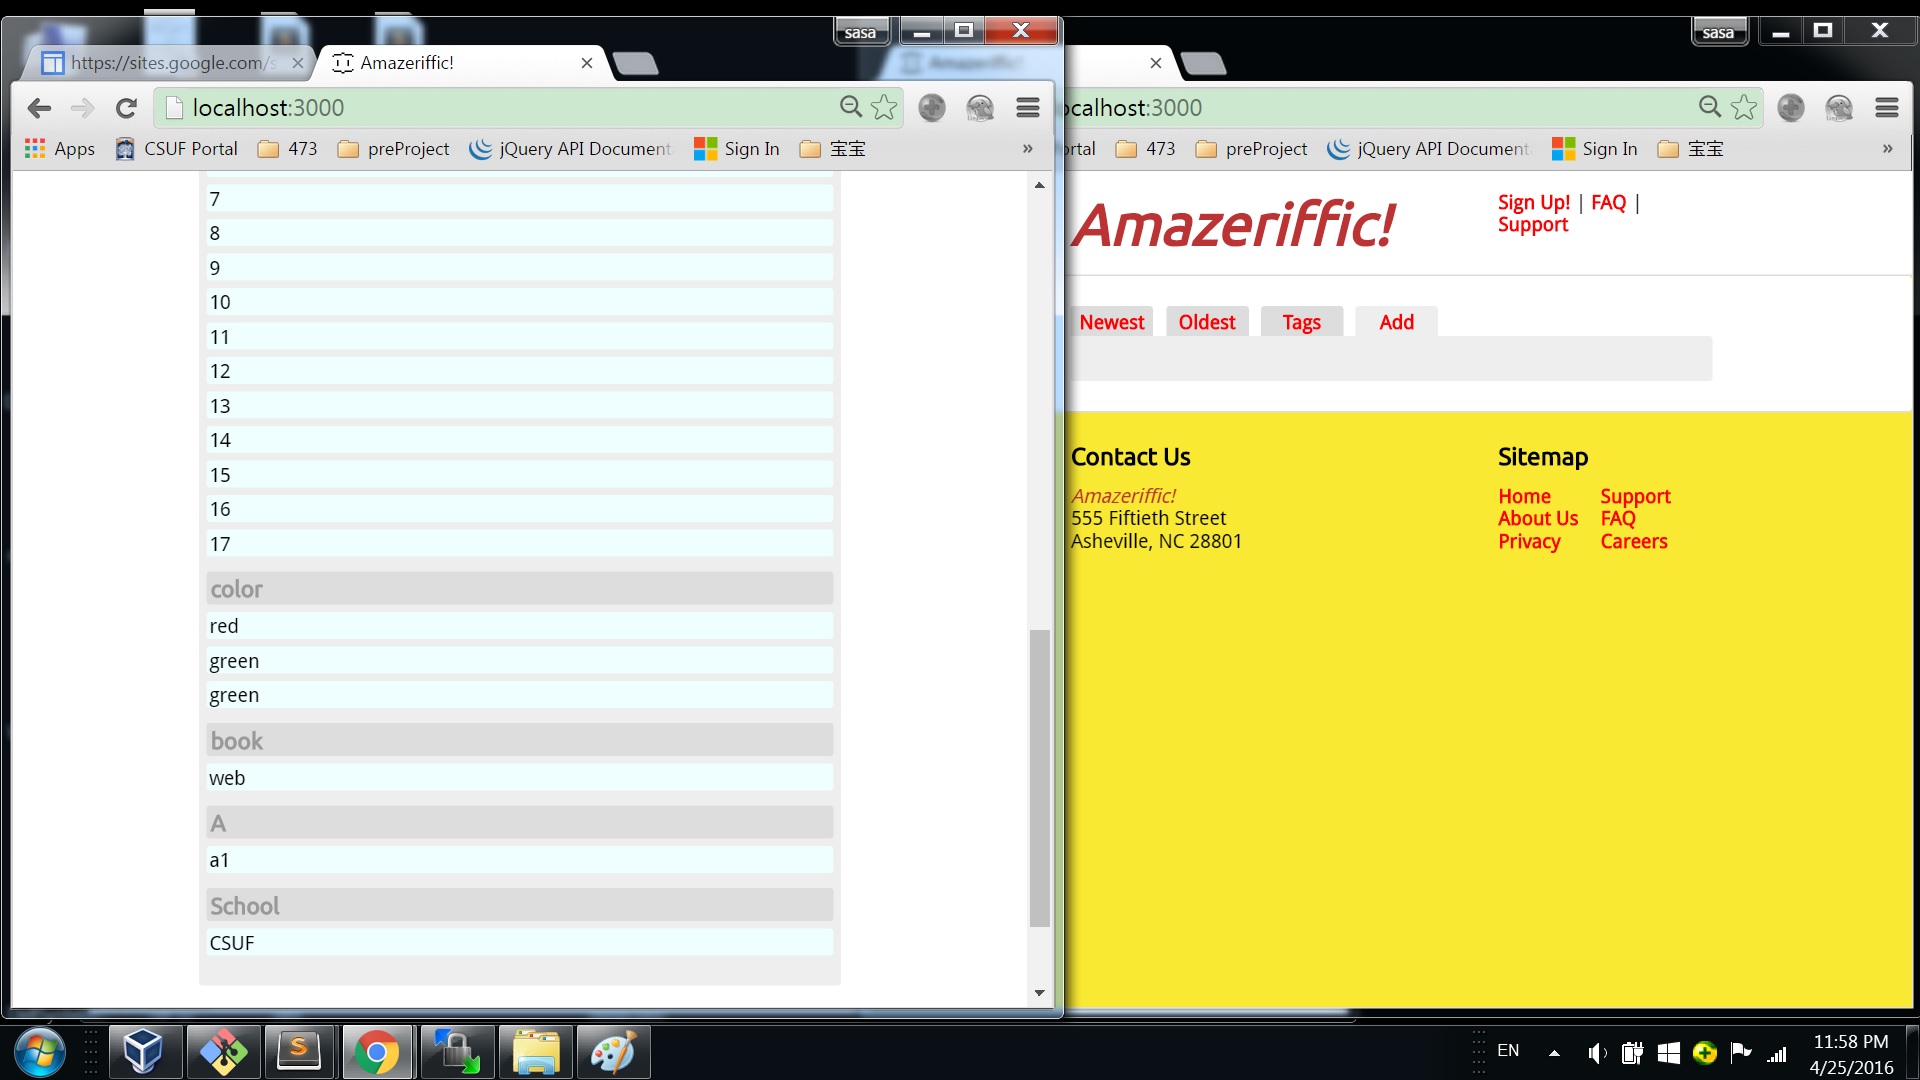 sasa
https://sites.google.com/s
Amazeriffic!
localhost:3000
Apps
CSUF Portal
473
preProject
jQuery API Document
Sign In
宝宝
»
7
8
9
10
11
12
13
14
15
16
17
color
red
green
green
book
web
A
a1
School
CSUF
sasa
ocalhost:3000
ortal
473
preProject
jQuery API Document
Sign In
宝宝
»
Amazeriffic!
Sign Up! | FAQ |
Support
Newest
Oldest
Tags
Add
Contact Us
Amazeriffic!
555 Fiftieth Street
Asheville, NC 28801
Sitemap
Home
Support
About Us
FAQ
Privacy
Careers
EN
11:58 PM
4/25/2016